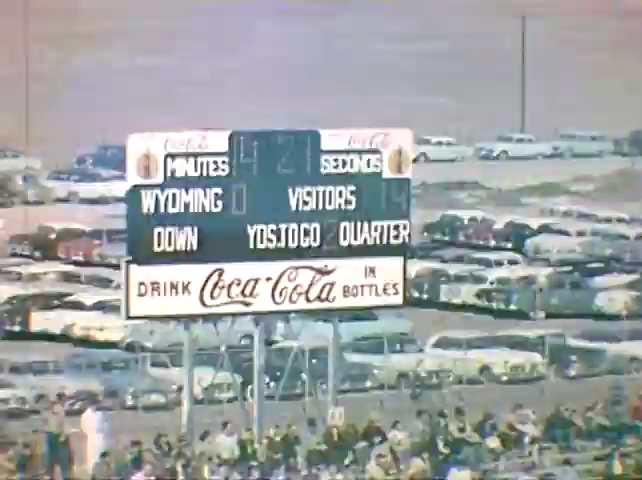 Coca-Cola Coca-Cola
MINUTES 4 21 SECONDS
WYOMING 0 VISITORS 14
DOWN YDS.TO GO 2 QUARTER
DRINK Coca-Cola IN BOTTLES